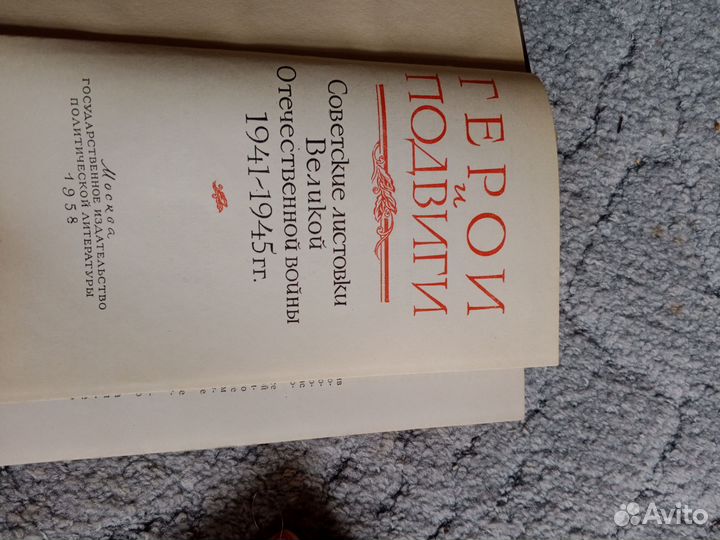 ГЕРОИ
и
ПОДВИГИ
Советские листовки
Великой
Отечественной войны
1941-1945 гг.
Москва
ГОСУДАРСТВЕННОЕ ИЗДАТЕЛЬСТВО
ПОЛИТИЧЕСКОЙ ЛИТЕРАТУРЫ
1958
Avito